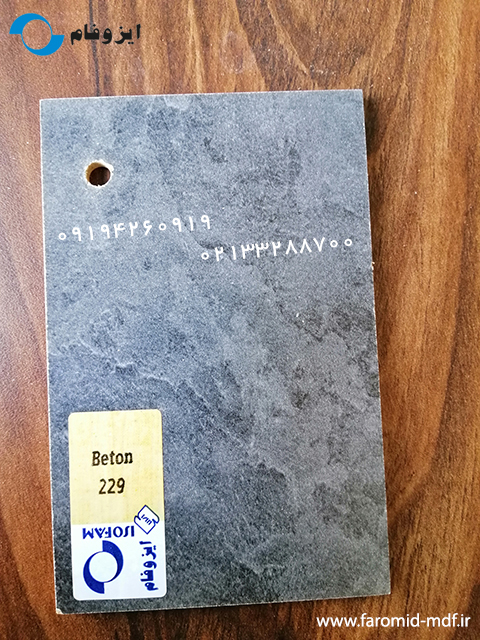 ایزوفام
۰۹۱۹۴۲۶۰۹۱۹
۰۲۱۳۳۲۸۸۷۰۰
Beton
229
ISOFAM
ایزوفام
www.faromid-mdf.ir